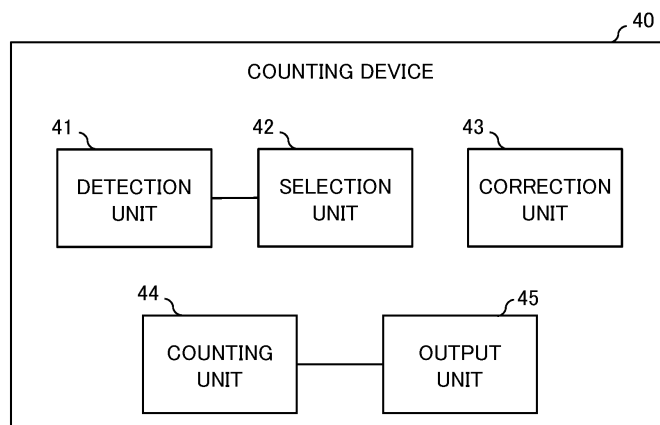 40
COUNTING DEVICE
41
42
43
DETECTION
UNIT
SELECTION
UNIT
CORRECTION
UNIT
44
45
COUNTING
UNIT
OUTPUT
UNIT